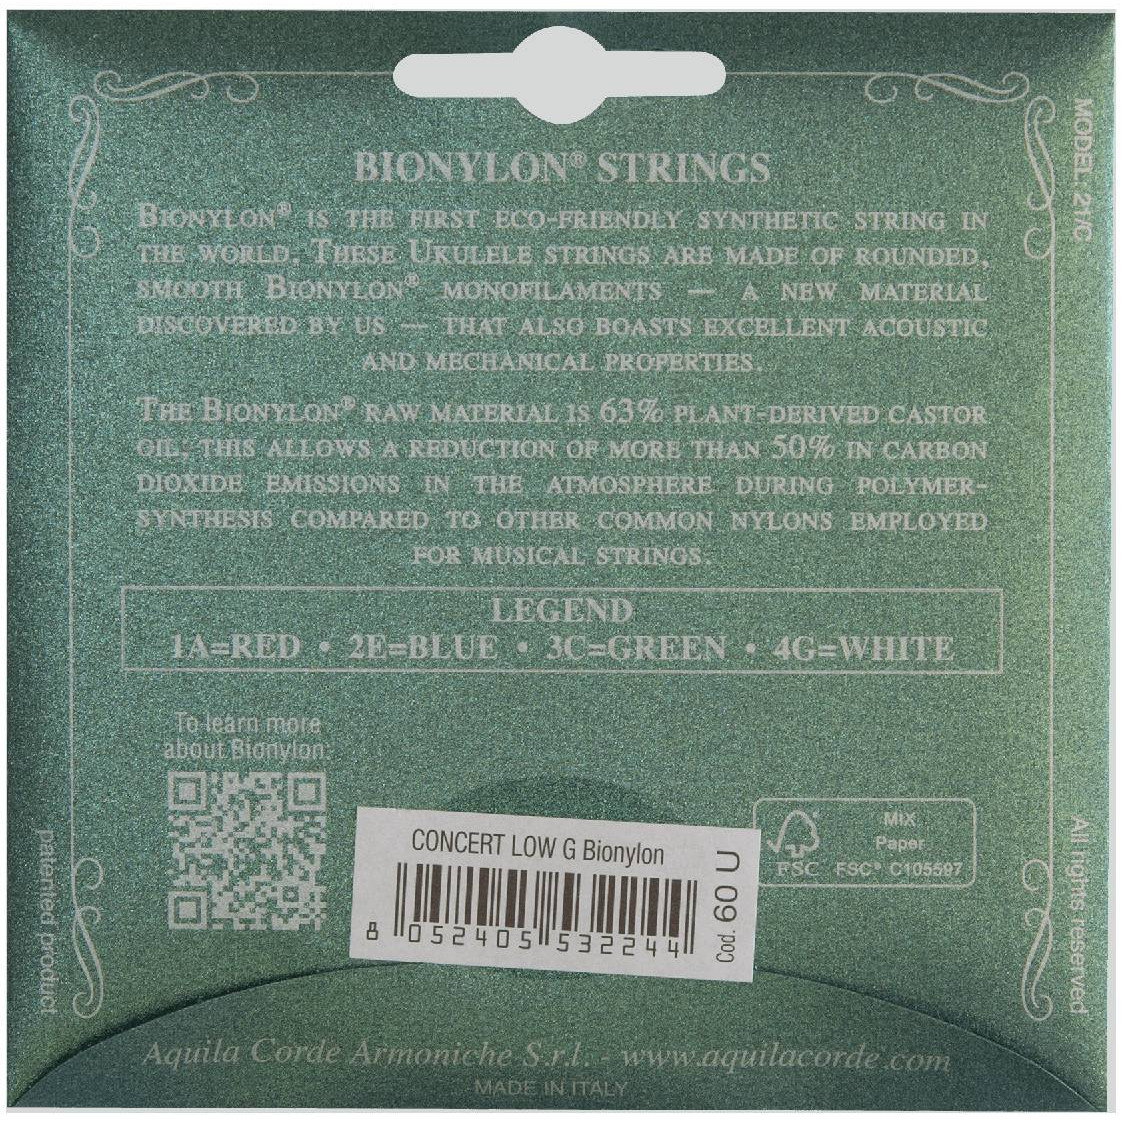 BIONYLON® STRINGS
BIONYLON® IS THE FIRST ECO-FRIENDLY SYNTHETIC STRING IN
THE WORLD. THESE UKULELE STRINGS ARE MADE OF ROUNDED,
SMOOTH BIONYLON® MONOFILAMENTS — A NEW MATERIAL
DISCOVERED BY US — THAT ALSO BOASTS EXCELLENT ACOUSTIC
AND MECHANICAL PROPERTIES.
THE BIONYLON® RAW MATERIAL IS 63% PLANT-DERIVED CASTOR
OIL; THIS ALLOWS A REDUCTION OF MORE THAN 50% IN CARBON
DIOXIDE EMISSIONS IN THE ATMOSPHERE DURING POLYMER-
SYNTHESIS COMPARED TO OTHER COMMON NYLONS EMPLOYED
FOR MUSICAL STRINGS.
LEGEND
1A=RED • 2E=BLUE • 3C=GREEN • 4G=WHITE
To learn more
about Bionylon:
CONCERT LOW G Bionylon
8 052405 532244
Cod. 60 U
MIX
Paper
FSC FSC® C105597
patented product
MODEL: 21JC
All rights reserved
Aquila Corde Armoniche S.r.l. - www.aquilacorde.com
MADE IN ITALY